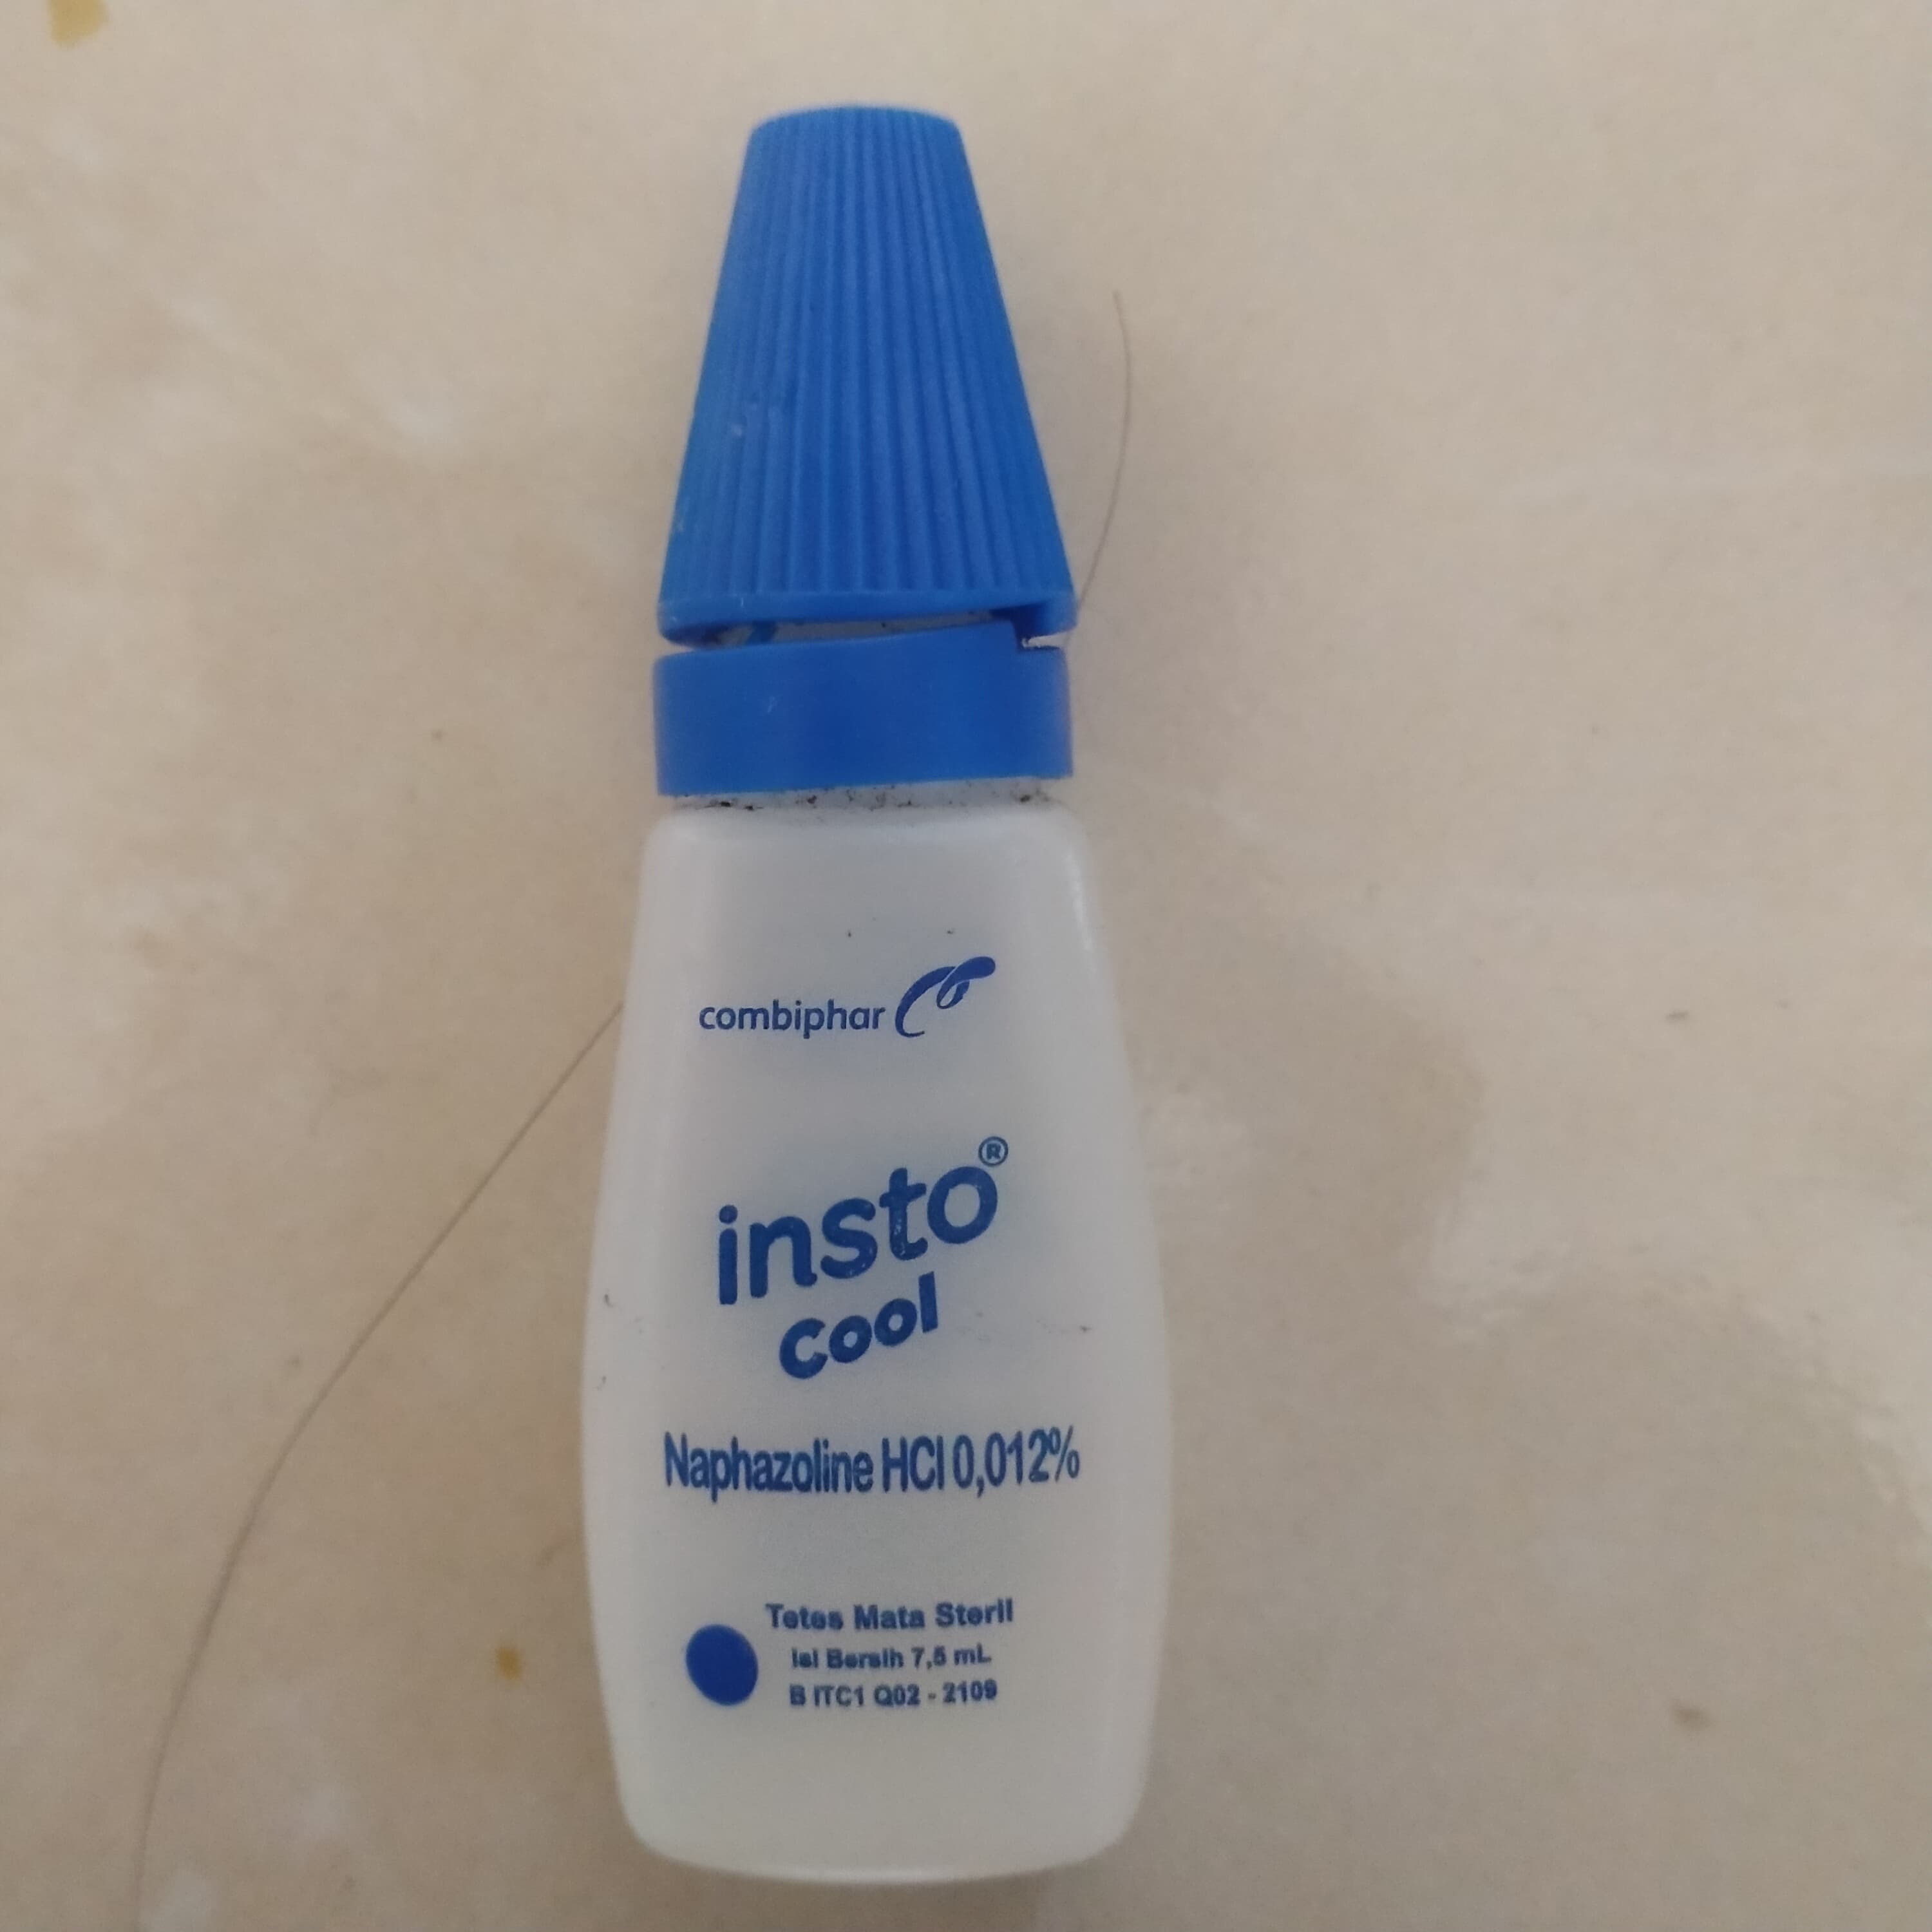 combiphar
insto®
cool
Naphazoline HCl 0,012%
Tetes Mata Steril
Isi Bersih 7,5 mL
B ITC1 Q02 - 2109